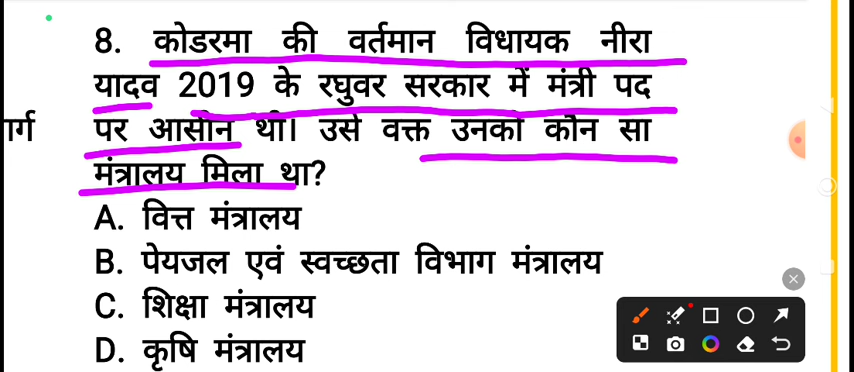 8. कोडरमा की वर्तमान विधायक नीरा
यादव 2019 के रघुवर सरकार में मंत्री पद
र्ग पर आसीन थी। उसे वक्त उनको कौन सा
मंत्रालय मिला था?
A. वित्त मंत्रालय
B. पेयजल एवं स्वच्छता विभाग मंत्रालय
C. शिक्षा मंत्रालय
D. कृषि मंत्रालय